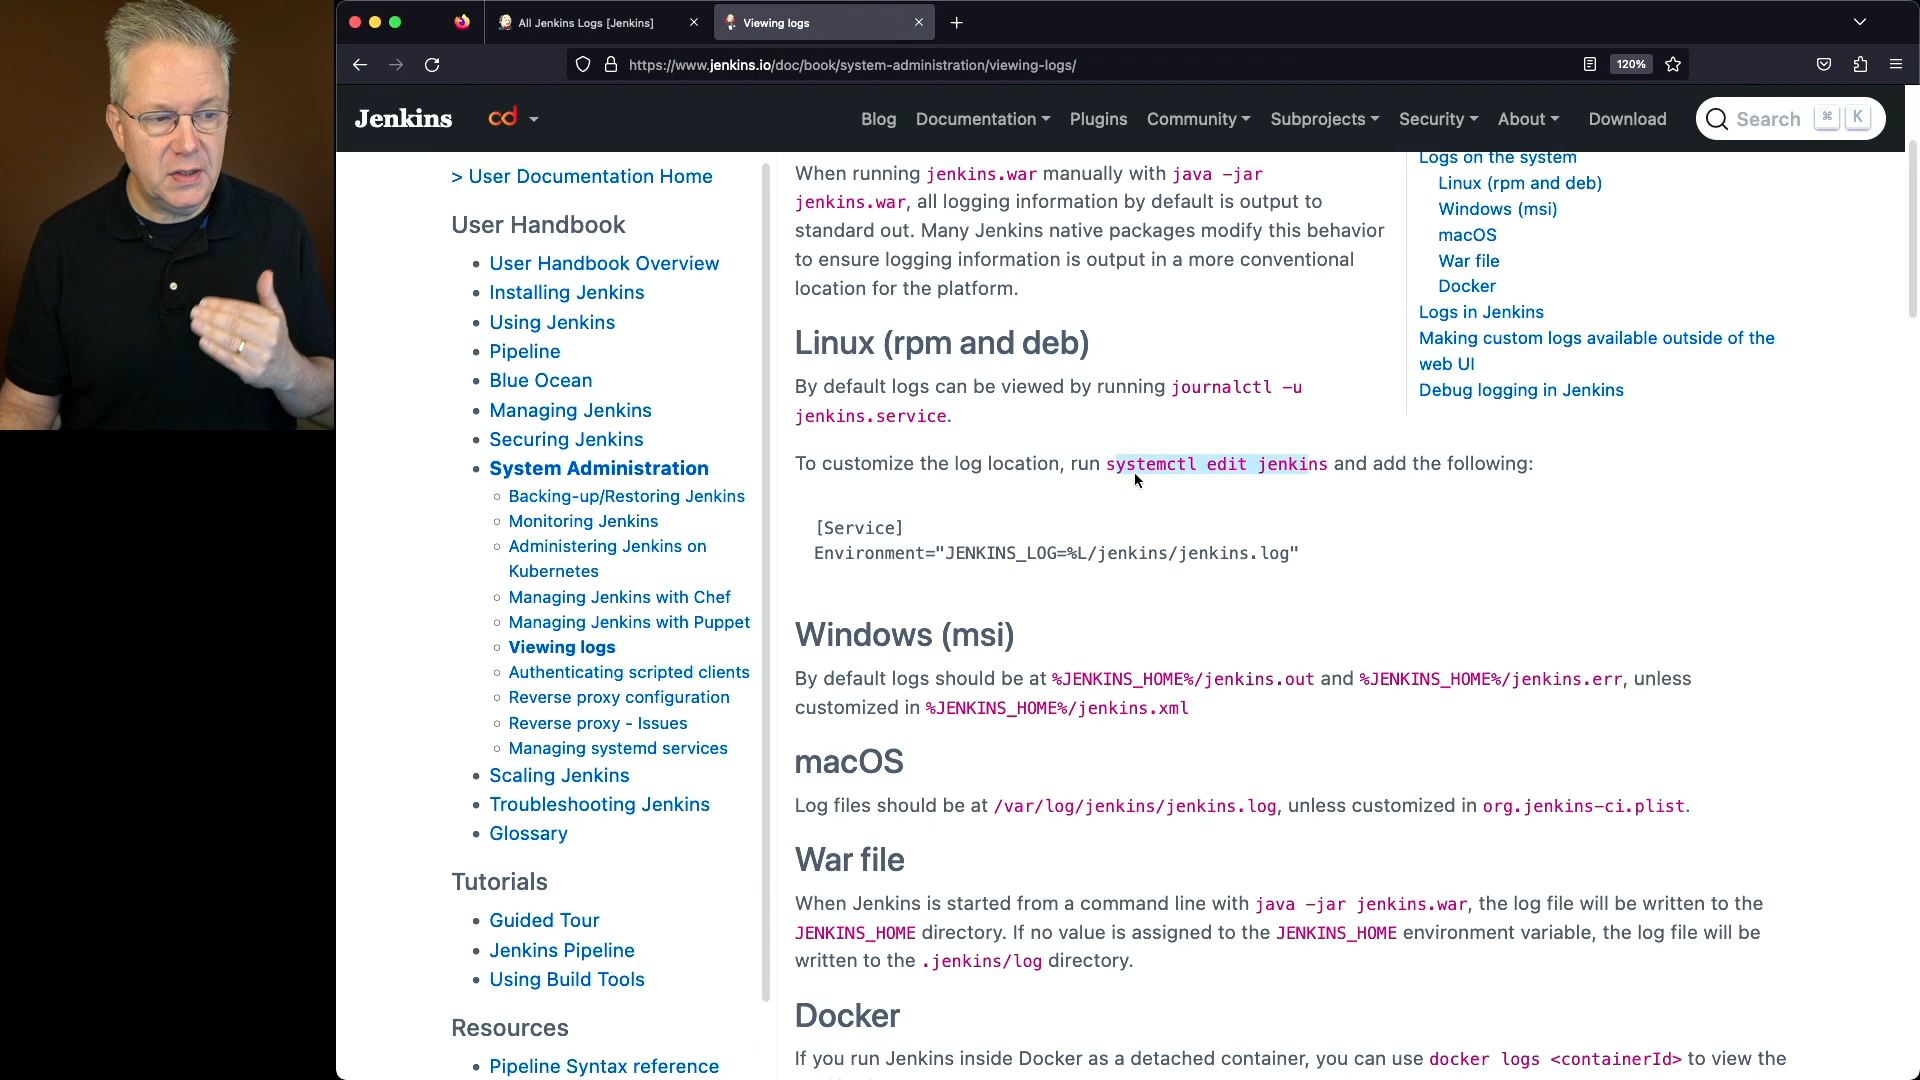 All Jenkins Logs [Jenkins]
Viewing logs
https://www.jenkins.io/doc/book/system-administration/viewing-logs/
120%
Jenkins
cd
Blog
Documentation
Plugins
Community
Subprojects
Security
About
Download
Search ⌘ K
> User Documentation Home
User Handbook
User Handbook Overview
Installing Jenkins
Using Jenkins
Pipeline
Blue Ocean
Managing Jenkins
Securing Jenkins
System Administration
Backing-up/Restoring Jenkins
Monitoring Jenkins
Administering Jenkins on
Kubernetes
Managing Jenkins with Chef
Managing Jenkins with Puppet
Viewing logs
Authenticating scripted clients
Reverse proxy configuration
Reverse proxy - Issues
Managing systemd services
Scaling Jenkins
Troubleshooting Jenkins
Glossary
Tutorials
Guided Tour
Jenkins Pipeline
Using Build Tools
Resources
Pipeline Syntax reference
When running jenkins.war manually with java -jar
jenkins.war, all logging information by default is output to
standard out. Many Jenkins native packages modify this behavior
to ensure logging information is output in a more conventional
location for the platform.
Linux (rpm and deb)
By default logs can be viewed by running journalctl -u
jenkins.service.
To customize the log location, run systemctl edit jenkins and add the following:
[Service]
Environment="JENKINS_LOG=%L/jenkins/jenkins.log"
Windows (msi)
By default logs should be at %JENKINS_HOME%/jenkins.out and %JENKINS_HOME%/jenkins.err, unless
customized in %JENKINS_HOME%/jenkins.xml
macOS
Log files should be at /var/log/jenkins/jenkins.log, unless customized in org.jenkins-ci.plist.
War file
When Jenkins is started from a command line with java -jar jenkins.war, the log file will be written to the
JENKINS_HOME directory. If no value is assigned to the JENKINS_HOME environment variable, the log file will be
written to the .jenkins/log directory.
Docker
If you run Jenkins inside Docker as a detached container, you can use docker logs <containerId> to view the
Logs on the system
Linux (rpm and deb)
Windows (msi)
macOS
War file
Docker
Logs in Jenkins
Making custom logs available outside of the
web UI
Debug logging in Jenkins